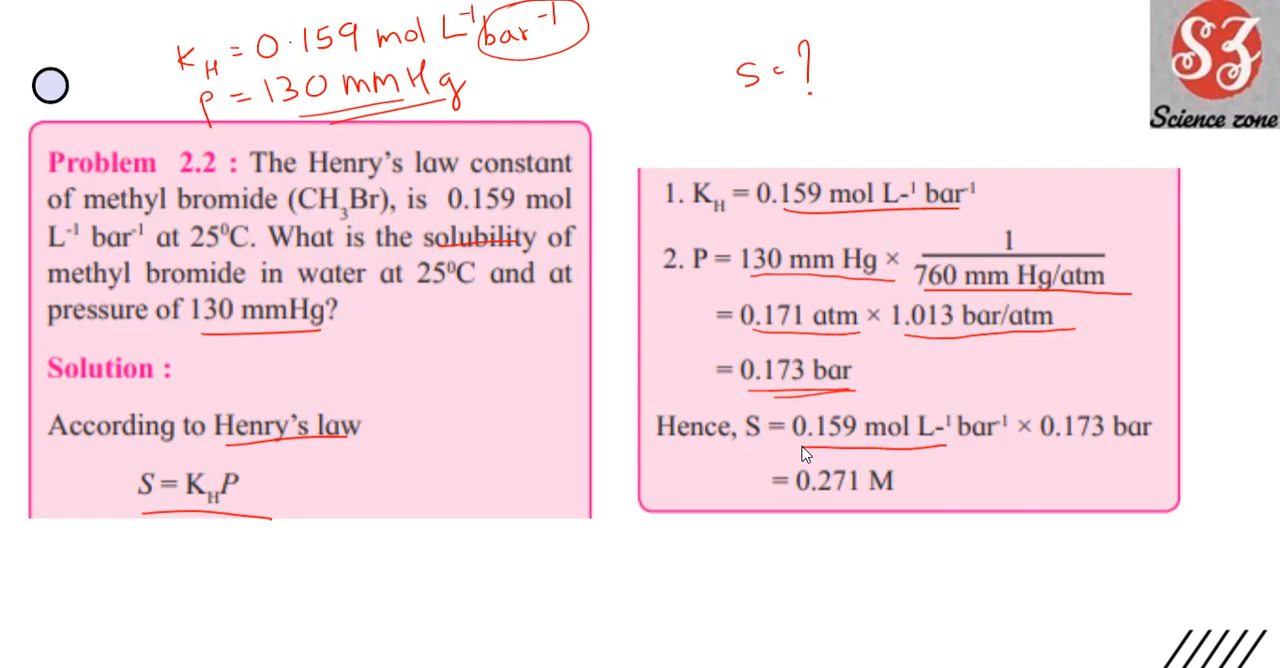 K_H = 0.159 mol L⁻¹ bar⁻¹
P = 130 mmHg
S = ?
SZ
Science zone
Problem 2.2 : The Henry's law constant
of methyl bromide (CH₃Br), is 0.159 mol
L⁻¹ bar⁻¹ at 25⁰C. What is the solubility of
methyl bromide in water at 25⁰C and at
pressure of 130 mmHg?
Solution :
According to Henry's law
S = K_H P
1. K_H = 0.159 mol L-¹ bar⁻¹
2. P = 130 mm Hg × 1 / 760 mm Hg/atm
= 0.171 atm × 1.013 bar/atm
= 0.173 bar
Hence, S = 0.159 mol L-¹ bar¹ × 0.173 bar
= 0.271 M